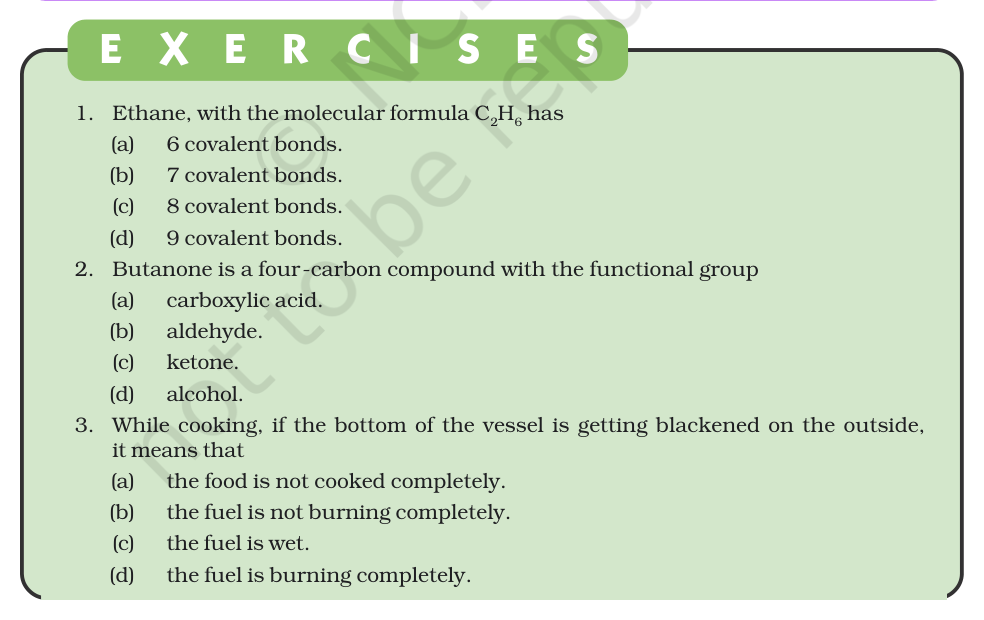 EXERCISES
1. Ethane, with the molecular formula C₂H₆ has
(a) 6 covalent bonds.
(b) 7 covalent bonds.
(c) 8 covalent bonds.
(d) 9 covalent bonds.
2. Butanone is a four-carbon compound with the functional group
(a) carboxylic acid.
(b) aldehyde.
(c) ketone.
(d) alcohol.
3. While cooking, if the bottom of the vessel is getting blackened on the outside,
it means that
(a) the food is not cooked completely.
(b) the fuel is not burning completely.
(c) the fuel is wet.
(d) the fuel is burning completely.
© NC
not to be repu